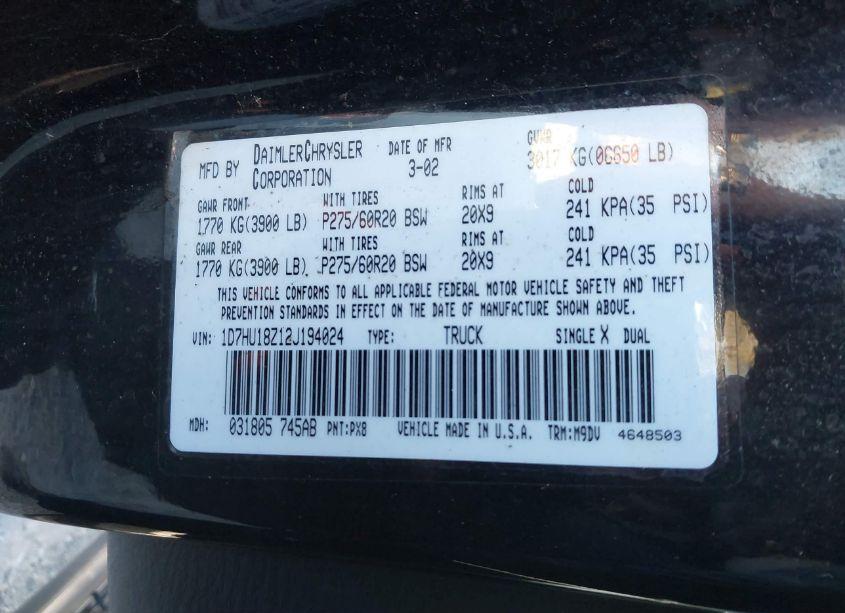 MFD BY DAIMLERCHRYSLER CORPORATION DATE OF MFR 3-02 GVWR 3017 KG(06650 LB)
GAWR FRONT WITH TIRES RIMS AT COLD
1770 KG(3900 LB) P275/60R20 BSW 20X9 241 KPA(35 PSI)
GAWR REAR WITH TIRES RIMS AT COLD
1770 KG(3900 LB) P275/60R20 BSW 20X9 241 KPA(35 PSI)
THIS VEHICLE CONFORMS TO ALL APPLICABLE FEDERAL MOTOR VEHICLE SAFETY AND THEFT
PREVENTION STANDARDS IN EFFECT ON THE DATE OF MANUFACTURE SHOWN ABOVE.
VIN: 1D7HU18Z12J194024 TYPE: TRUCK SINGLE X DUAL
MDH: 031805 745AB PNT:PX8 VEHICLE MADE IN U.S.A. TRM:M9DV 4648503